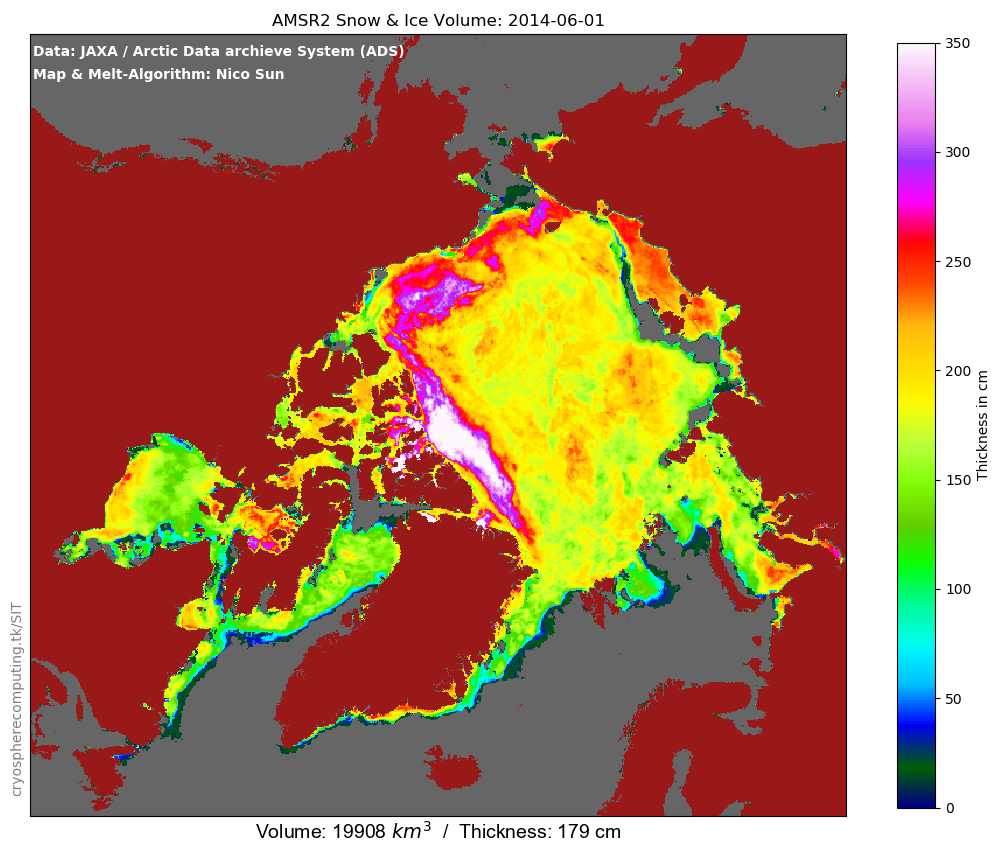 AMSR2 Snow & Ice Volume: 2014-06-01
Data: JAXA / Arctic Data archieve System (ADS)
Map & Melt-Algorithm: Nico Sun
350
300
250
200
150
100
50
0
Thickness in cm
cryospherecomputing.tk/SIT
Volume: 19908 km³ / Thickness: 179 cm